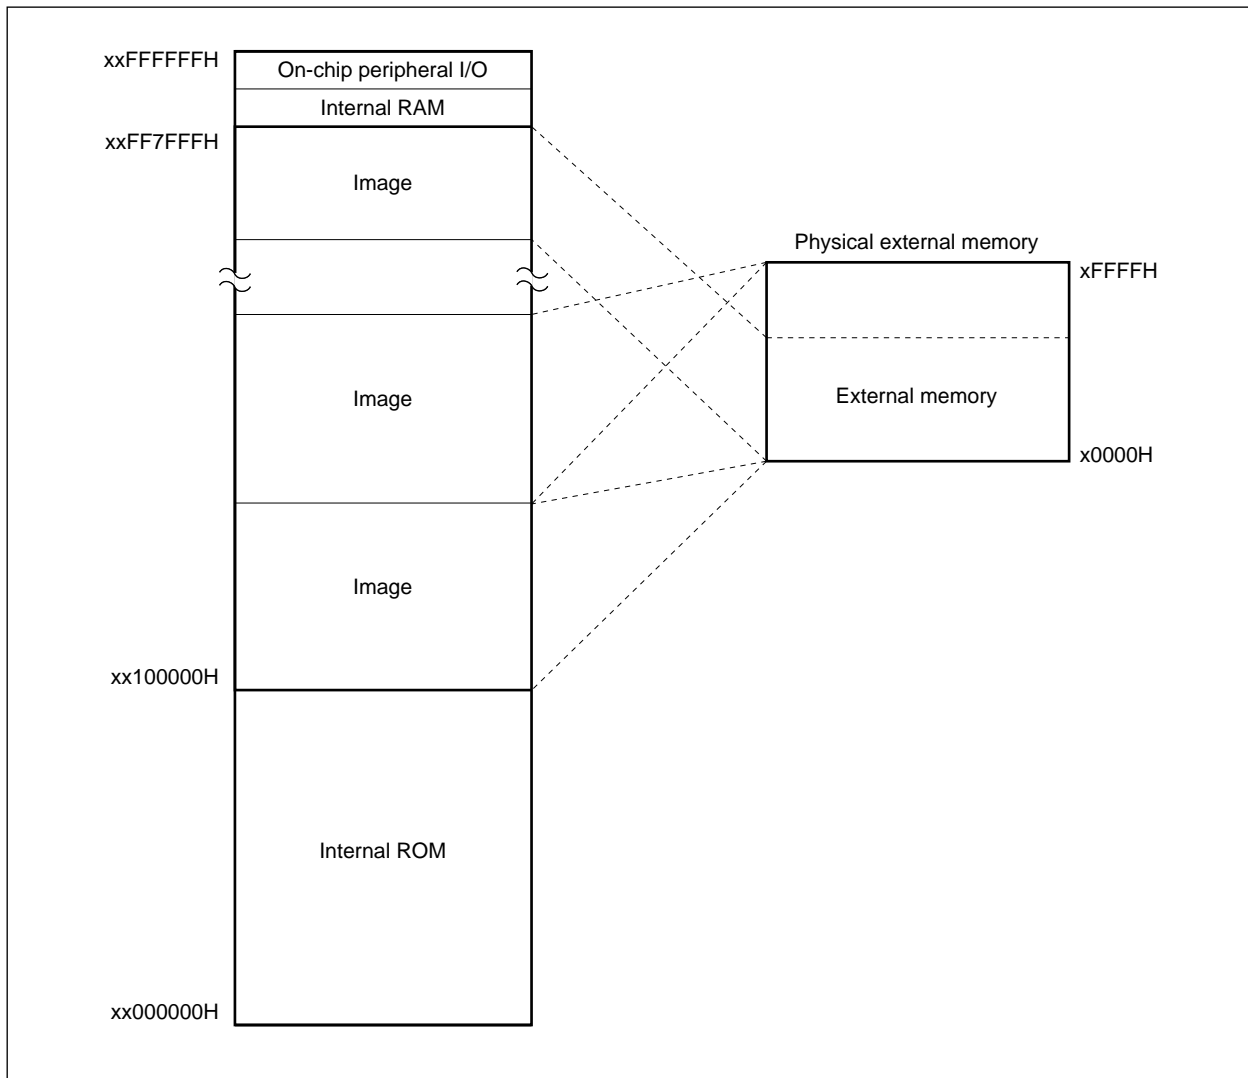 xxFFFFFFH
On-chip peripheral I/O
Internal RAM
xxFF7FFFH
Image
Physical external memory
xFFFFH
Image
External memory
x0000H
Image
xx100000H
Internal ROM
xx000000H